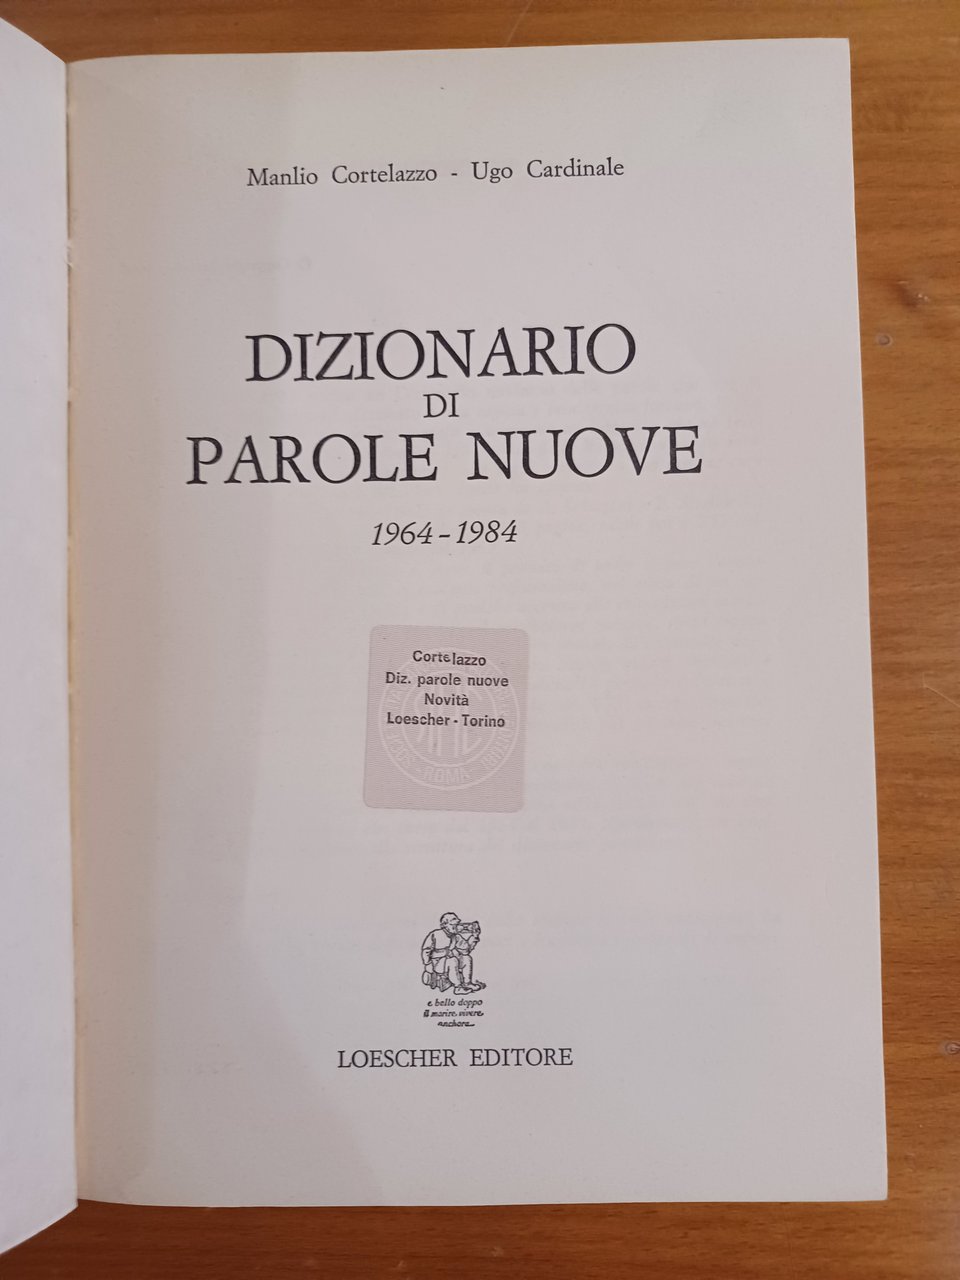 Manlio Cortelazzo - Ugo Cardinale
DIZIONARIO
DI
PAROLE NUOVE
1964-1984
Cortelazzo
Diz. parole nuove
Novità
Loescher - Torino
ROMA
e bello doppo
il morire, vivere
anchora
LOESCHER EDITORE